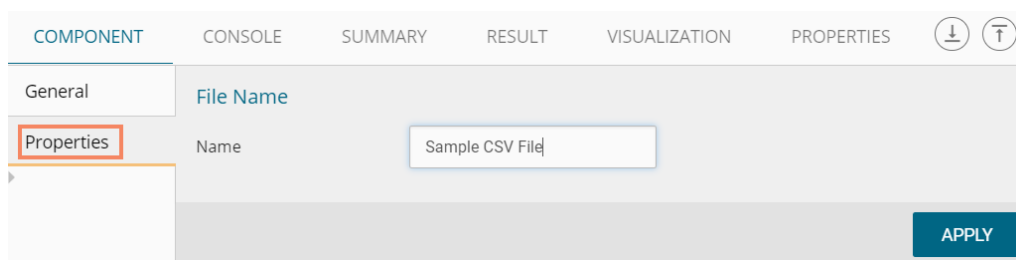 COMPONENT CONSOLE SUMMARY RESULT VISUALIZATION PROPERTIES
General
File Name
Properties
Name Sample CSV File
APPLY